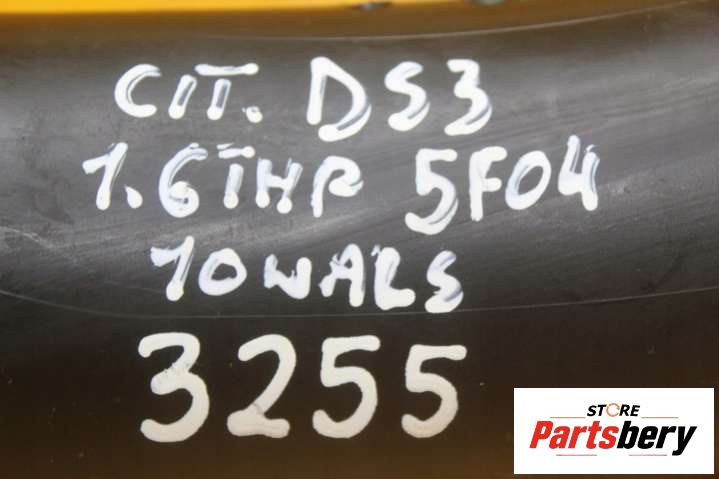 CIT. DS3
1.6THP 5F04
10WALS
3255
STORE
Partsbery